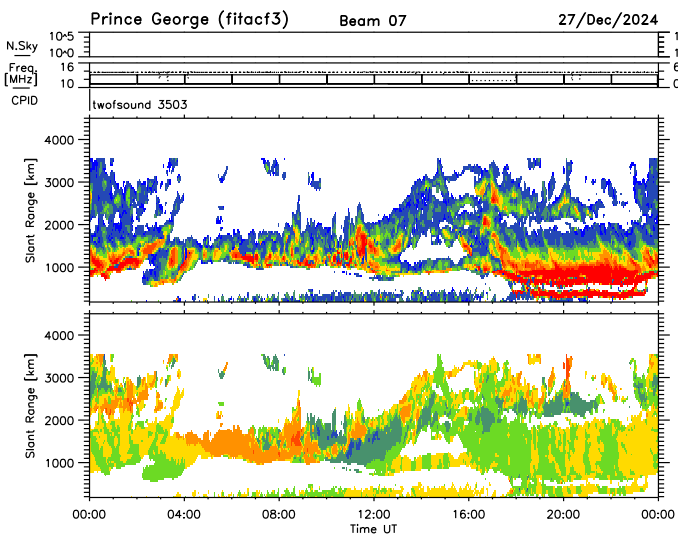 Prince George (fitacf3) Beam 07 27/Dec/2024
N.Sky 10^5 10^0
Freq. [MHz] 16 10
CPID twofsound 3503
Slant Range [km]
4000
3000
2000
1000
Slant Range [km]
4000
3000
2000
1000
00:00 04:00 08:00 12:00 16:00 20:00 00:00
Time UT